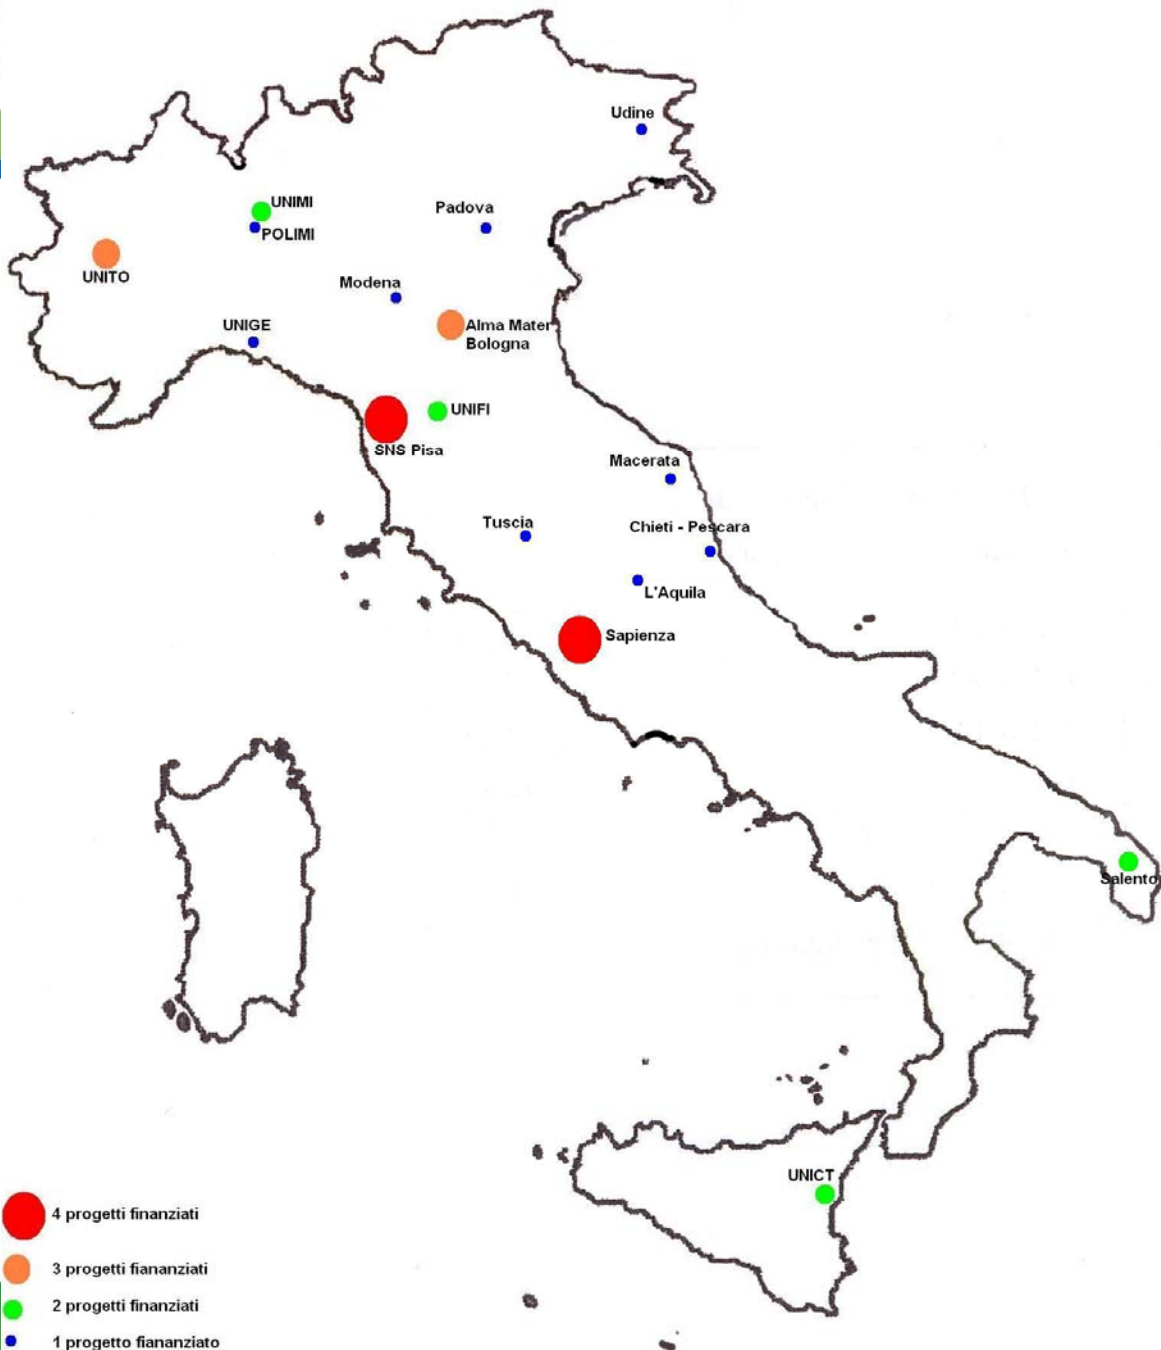 Udine
UNIMI
Padova
POLIMI
UNITO
Modena
UNIGE
Alma Mater
Bologna
UNIFI
SNS Pisa
Macerata
Tuscia
Chieti - Pescara
L'Aquila
Sapienza
Salento
UNICT
4 progetti finanziati
3 progetti fiananziati
2 progetti finanziati
1 progetto fiananziato